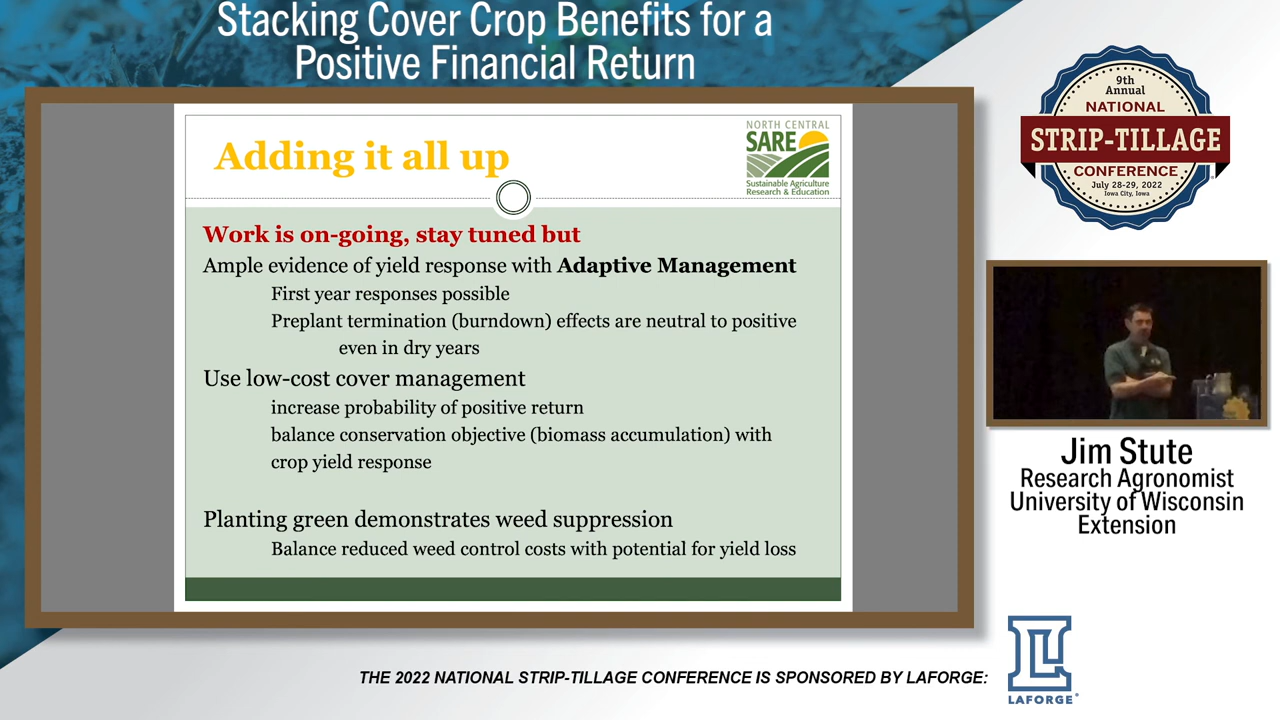 Stacking Cover Crop Benefits for a
Positive Financial Return
Adding it all up
NORTH CENTRAL
SARE
Sustainable Agriculture
Research & Education
Work is on-going, stay tuned but
Ample evidence of yield response with Adaptive Management
First year responses possible
Preplant termination (burndown) effects are neutral to positive
even in dry years
Use low-cost cover management
increase probability of positive return
balance conservation objective (biomass accumulation) with
crop yield response
Planting green demonstrates weed suppression
Balance reduced weed control costs with potential for yield loss
9th
Annual
NATIONAL
STRIP-TILLAGE
CONFERENCE
July 28-29, 2022
Iowa City, Iowa
Jim Stute
Research Agronomist
University of Wisconsin
Extension
THE 2022 NATIONAL STRIP-TILLAGE CONFERENCE IS SPONSORED BY LAFORGE:
LAFORGE®